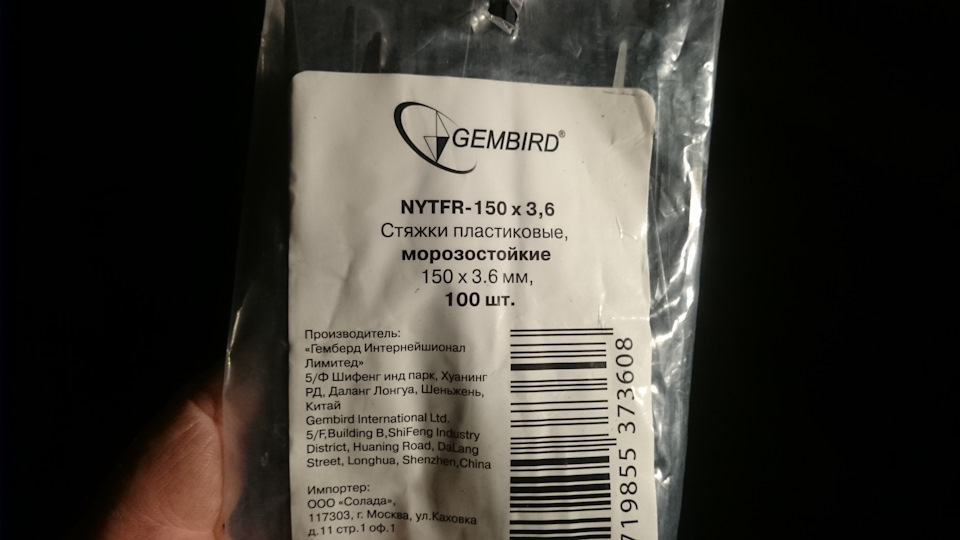 GEMBIRD®
NYTFR-150 x 3,6
Стяжки пластиковые,
морозостойкие
150 x 3.6 мм,
100 шт.
Производитель:
«Гемберд Интернейшионал
Лимитед»
5/Ф Шифенг инд парк, Хуанинг
РД, Даланг Лонгуа, Шеньжень,
Китай
Gembird International Ltd.
5/F,Building B,ShiFeng Industry
District, Huaning Road, DaLang
Street, Longhua, Shenzhen,China
Импортер:
ООО «Солада»,
117303, г. Москва, ул.Каховка
д.11 стр.1 оф.1
719855 373608